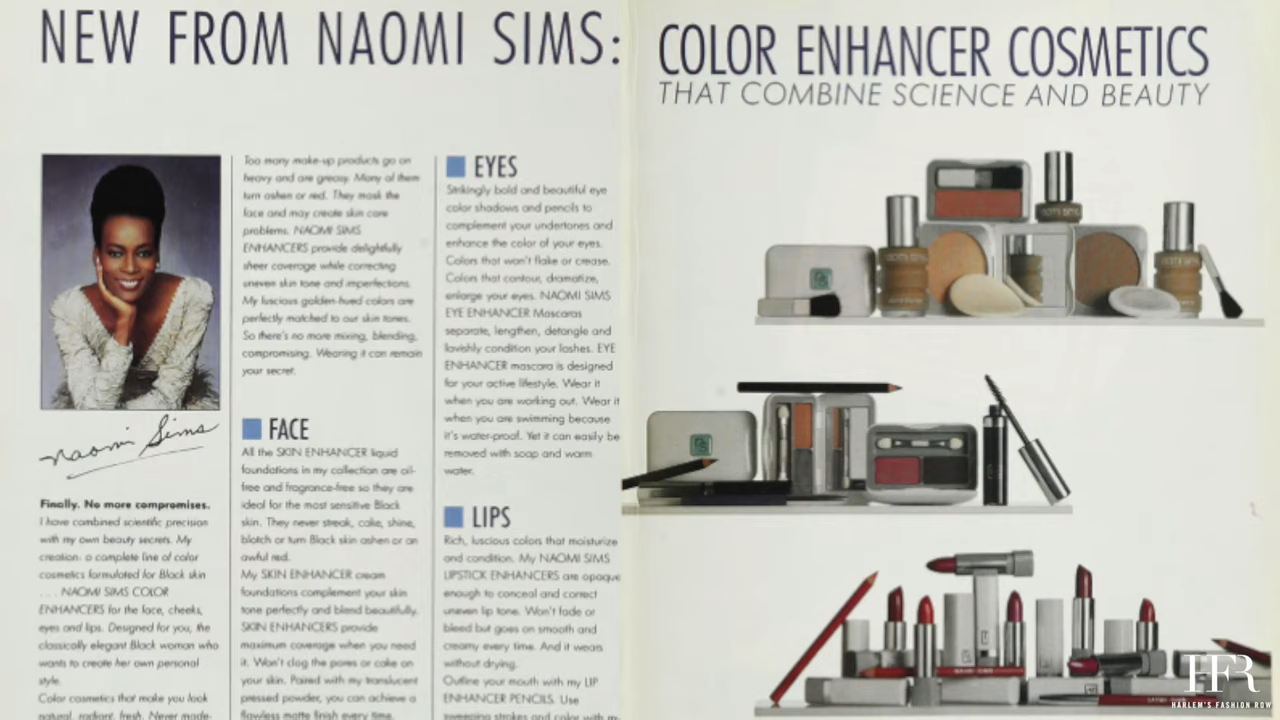 NEW FROM NAOMI SIMS:
COLOR ENHANCER COSMETICS
THAT COMBINE SCIENCE AND BEAUTY
Naomi Sims
Finally. No more compromises.
I have combined scientific precision
with my own beauty secrets. My
creation: a complete line of color
cosmetics formulated for Black skin
. . . NAOMI SIMS COLOR
ENHANCERS for the face, cheeks,
eyes and lips. Designed for you, the
classically elegant Black woman who
wants to create her own personal
style.
Color cosmetics that make you look
natural, radiant, fresh. Never made-
Too many make-up products go on
heavy and are greasy. Many of them
turn ashen or red. They mask the
face and may create skin care
problems. NAOMI SIMS
ENHANCERS provide delightfully
sheer coverage while correcting
uneven skin tone and imperfections.
My luscious golden-hued colors are
perfectly matched to our skin tones.
So there's no more mixing, blending,
compromising. Wearing it can remain
your secret.
FACE
All the SKIN ENHANCER liquid
foundations in my collection are oil-
free and fragrance-free so they are
ideal for the most sensitive Black
skin. They never streak, cake, shine,
blotch or turn Black skin ashen or an
awful red.
My SKIN ENHANCER cream
foundations complement your skin
tone perfectly and blend beautifully.
SKIN ENHANCERS provide
maximum coverage when you need
it. Won't clog the pores or cake on
your skin. Paired with my translucent
pressed powder, you can achieve a
flawless matte finish every time.
EYES
Strikingly bold and beautiful eye
color shadows and pencils to
complement your undertones and
enhance the color of your eyes.
Colors that won't flake or crease.
Colors that contour, dramatize,
enlarge your eyes. NAOMI SIMS
EYE ENHANCER Mascaras
separate, lengthen, detangle and
lavishly condition your lashes. EYE
ENHANCER mascara is designed
for your active lifestyle. Wear it
when you are working out. Wear it
when you are swimming because
it's water-proof. Yet it can easily be
removed with soap and warm
water.
LIPS
Rich, luscious colors that moisturize
and condition. My NAOMI SIMS
LIPSTICK ENHANCERS are opaque
enough to conceal and correct
uneven lip tone. Won't fade or
bleed but goes on smooth and
creamy every time. And it wears
without drying.
Outline your mouth with my LIP
ENHANCER PENCILS. Use
sweeping strokes and color with
HFR
HARLEM'S FASHION ROW